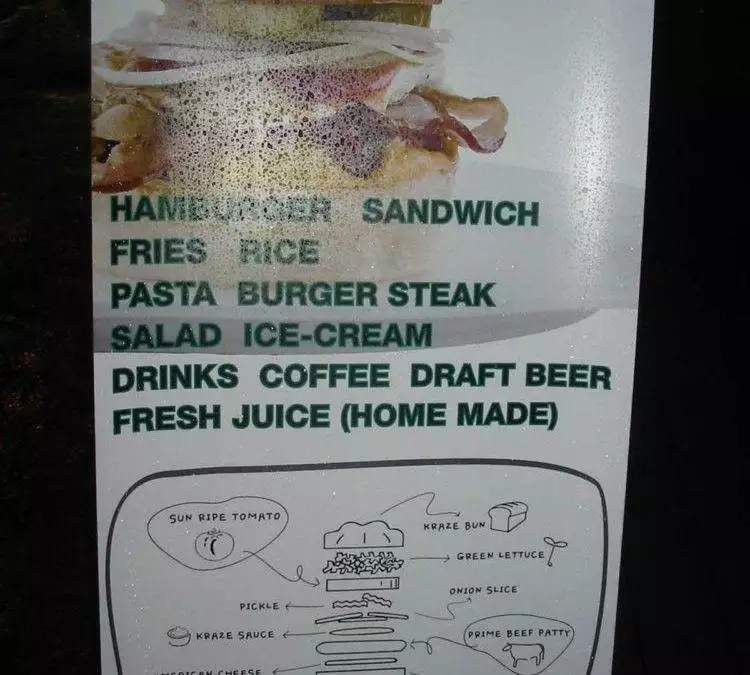 HAMBURGER SANDWICH
FRIES RICE
PASTA BURGER STEAK
SALAD ICE-CREAM
DRINKS COFFEE DRAFT BEER
FRESH JUICE (HOME MADE)
SUN RIPE TOMATO
KRAZE BUN
GREEN LETTUCE
ONION SLICE
PICKLE
KRAZE SAUCE
PRIME BEEF PATTY
AMERICAN CHEESE